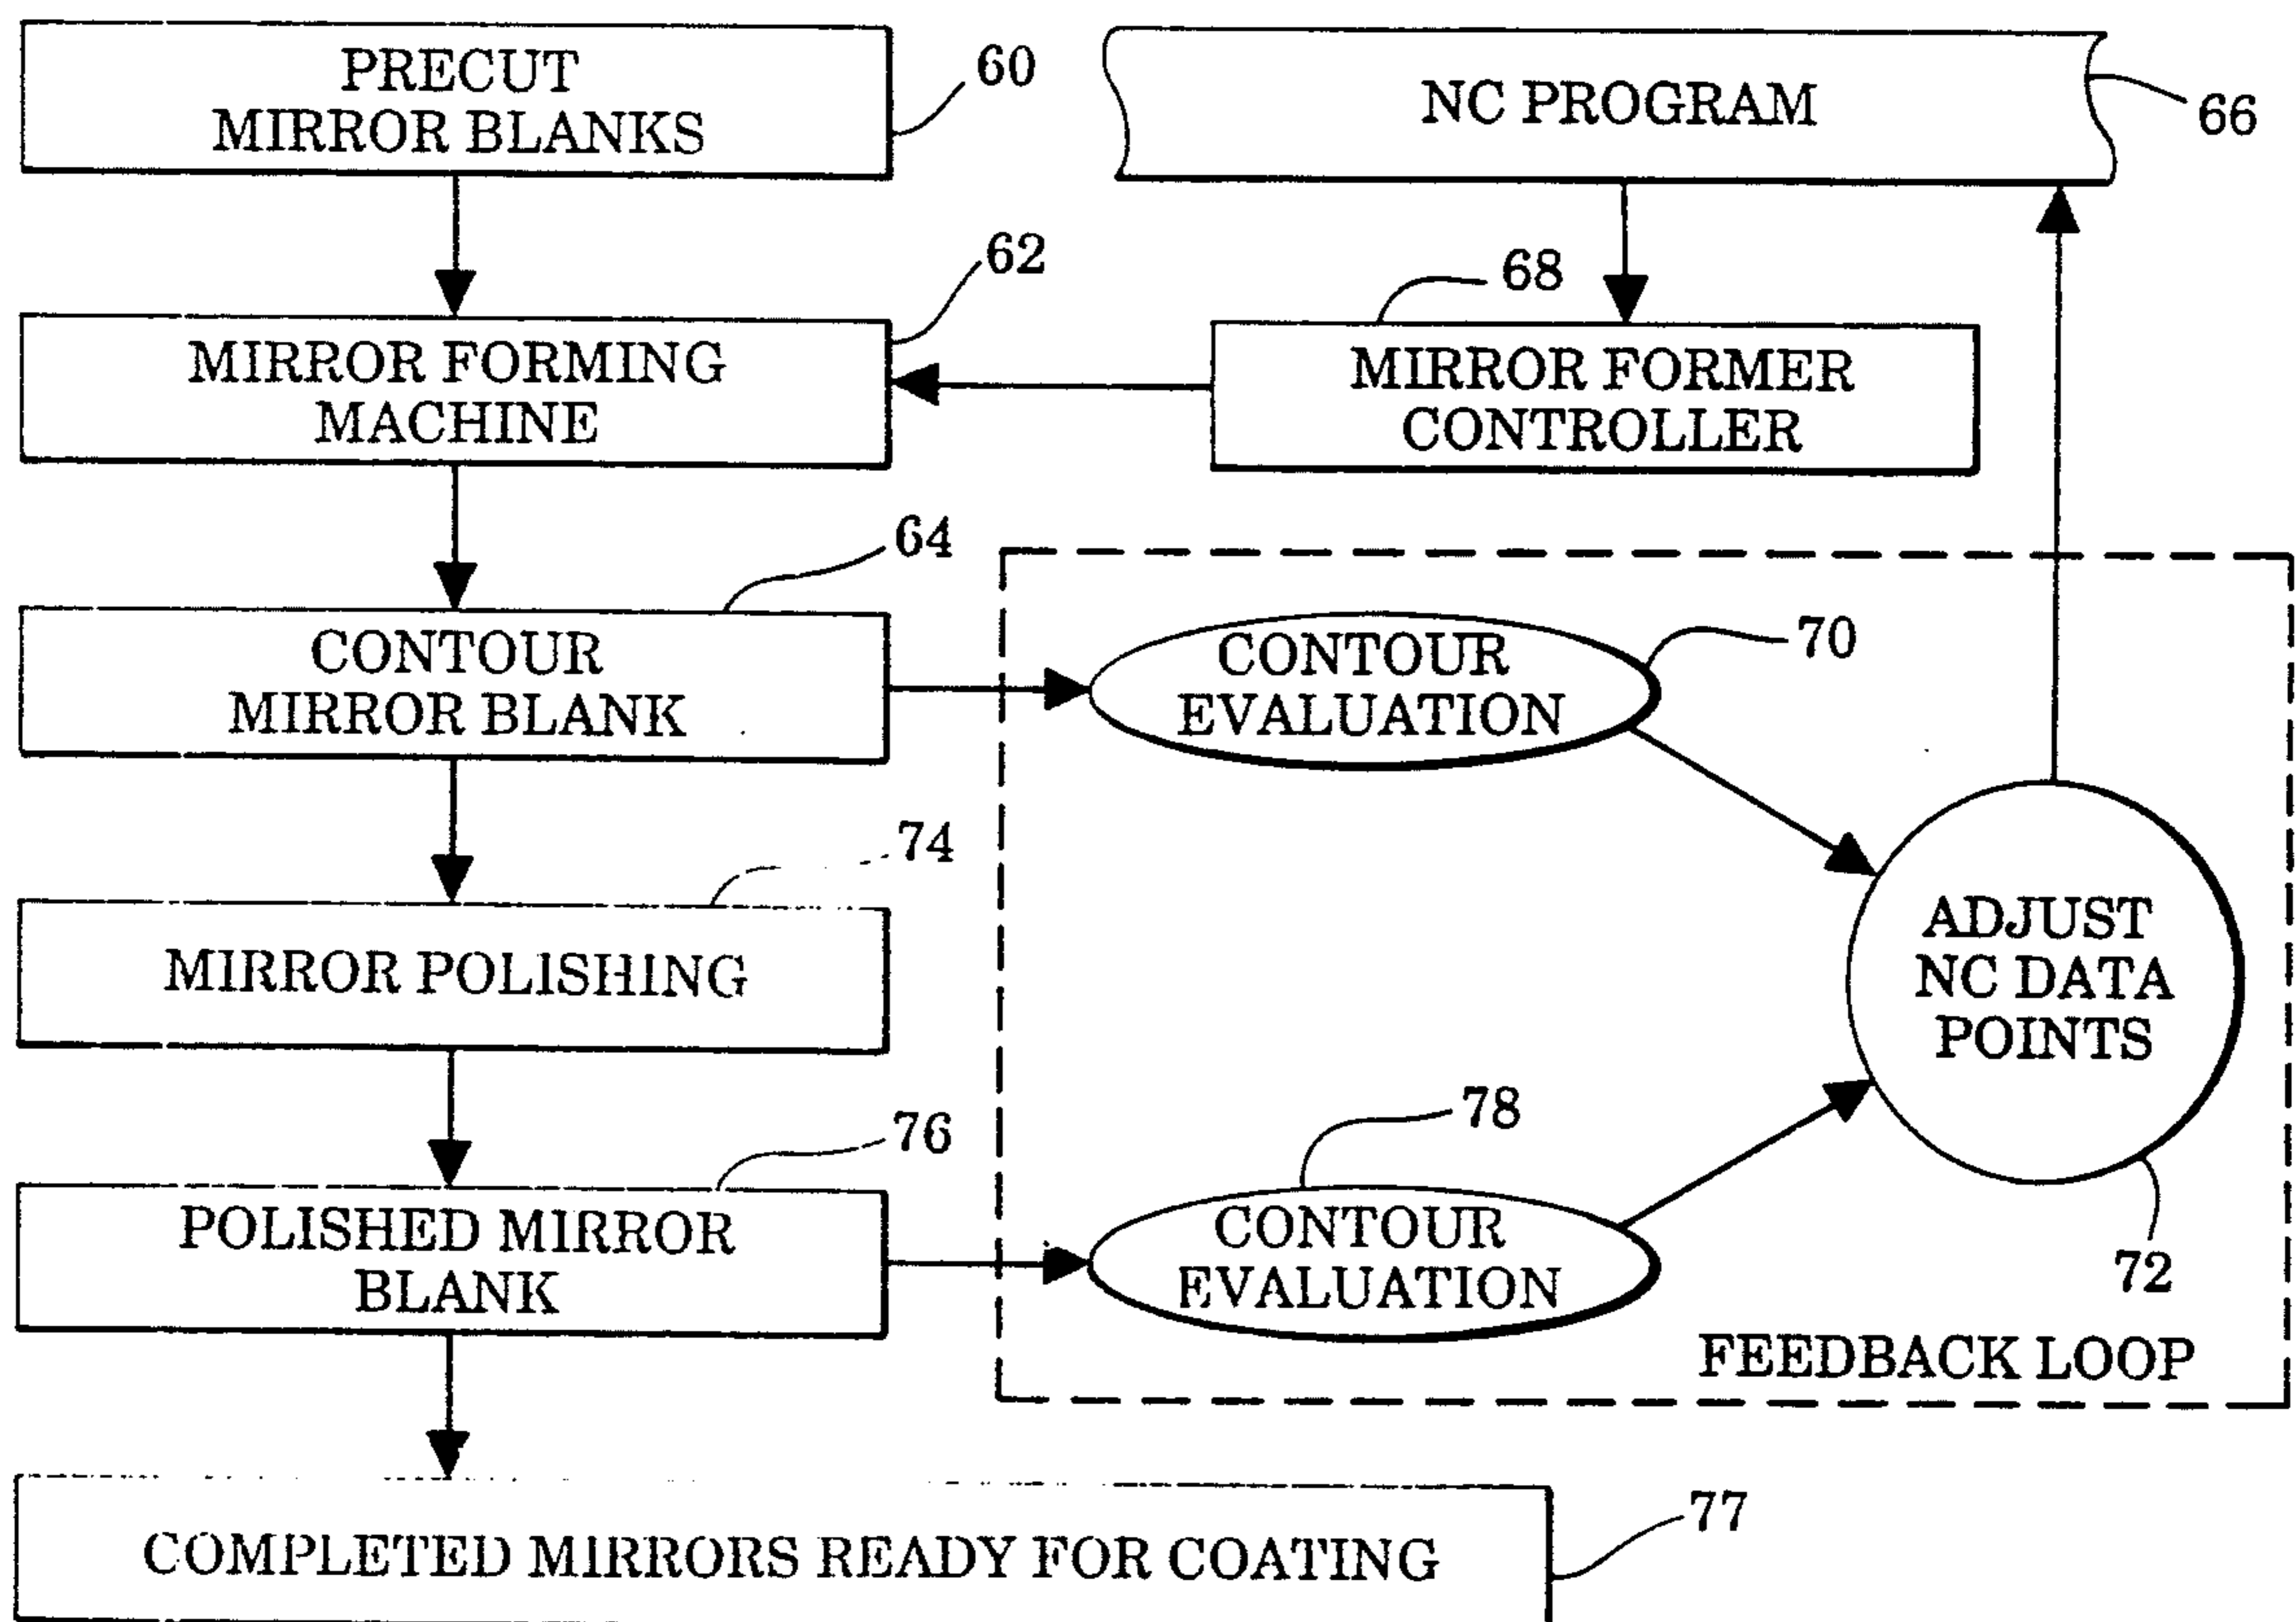 PRECUT
MIRROR BLANKS
60
NC PROGRAM
66
MIRROR FORMING
MACHINE
62
MIRROR FORMER
CONTROLLER
68
CONTOUR
MIRROR BLANK
64
CONTOUR
EVALUATION
70
MIRROR POLISHING
74
ADJUST
NC DATA
POINTS
72
POLISHED MIRROR
BLANK
76
CONTOUR
EVALUATION
78
FEEDBACK LOOP
COMPLETED MIRRORS READY FOR COATING
77